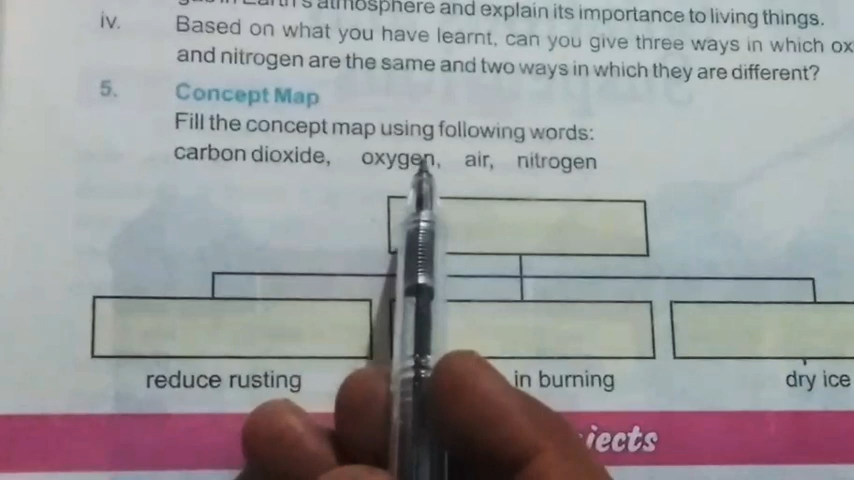 Earth's atmosphere and explain its importance to living things.
iv. Based on what you have learnt, can you give three ways in which ox
and nitrogen are the same and two ways in which they are different?
5. Concept Map
Fill the concept map using following words:
carbon dioxide, oxygen, air, nitrogen
reduce rusting in burning dry ice
jects